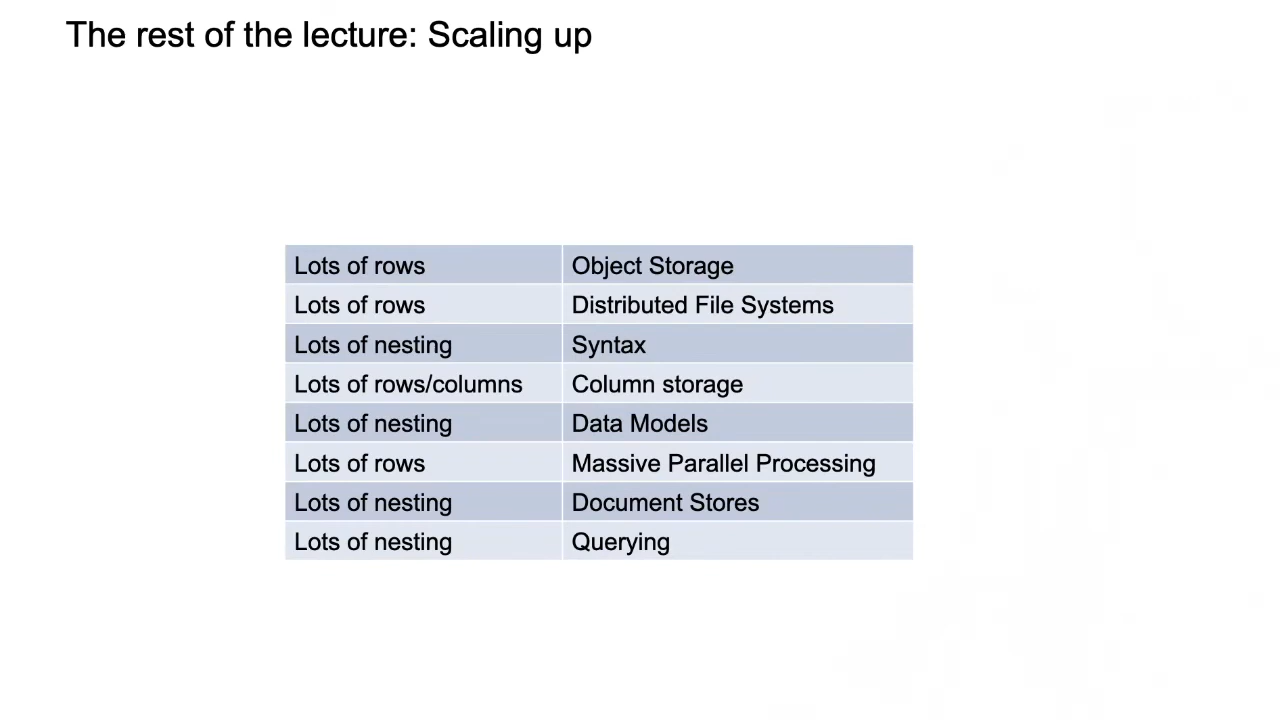 The rest of the lecture: Scaling up
Lots of rows Object Storage
Lots of rows Distributed File Systems
Lots of nesting Syntax
Lots of rows/columns Column storage
Lots of nesting Data Models
Lots of rows Massive Parallel Processing
Lots of nesting Document Stores
Lots of nesting Querying